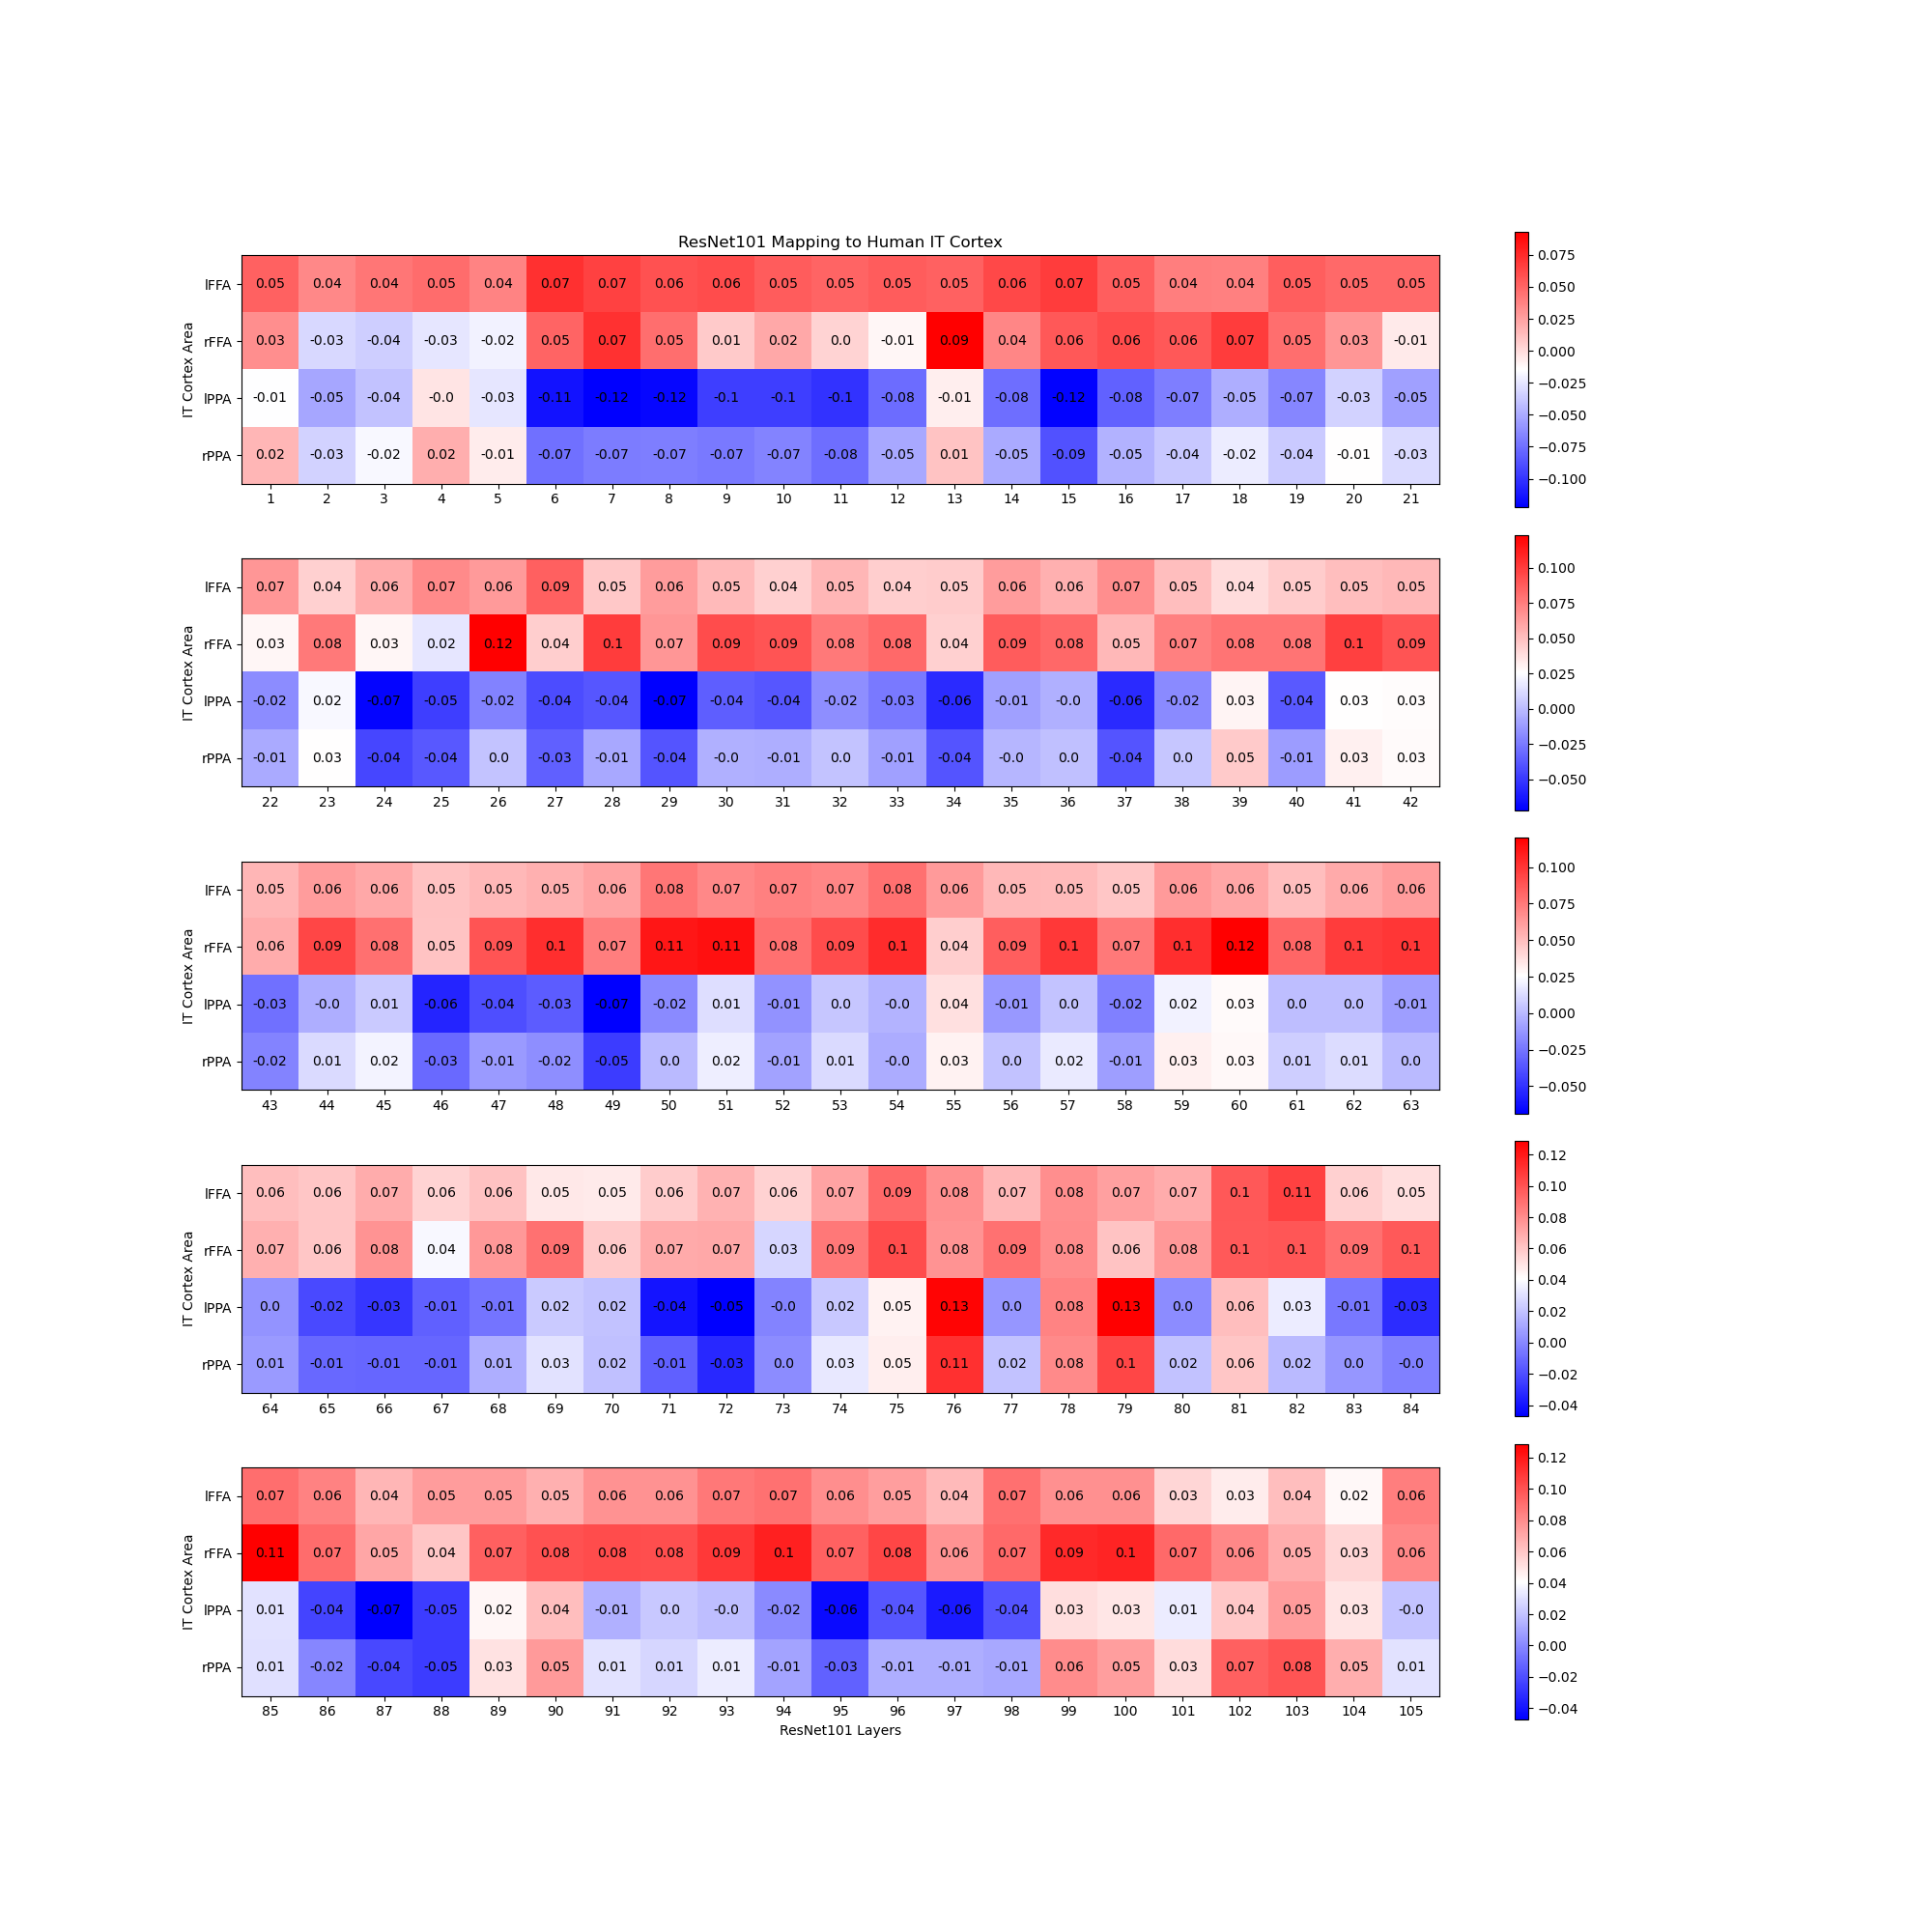 ResNet101 Mapping to Human IT Cortex
IT Cortex Area
lFFA 0.05 0.04 0.04 0.05 0.04 0.07 0.07 0.06 0.06 0.05 0.05 0.05 0.05 0.06 0.07 0.05 0.04 0.04 0.05 0.05 0.05
rFFA 0.03 -0.03 -0.04 -0.03 -0.02 0.05 0.07 0.05 0.01 0.02 0.0 -0.01 0.09 0.04 0.06 0.06 0.06 0.07 0.05 0.03 -0.01
lPPA -0.01 -0.05 -0.04 -0.0 -0.03 -0.11 -0.12 -0.12 -0.1 -0.1 -0.1 -0.08 -0.01 -0.08 -0.12 -0.08 -0.07 -0.05 -0.07 -0.03 -0.05
rPPA 0.02 -0.03 -0.02 0.02 -0.01 -0.07 -0.07 -0.07 -0.07 -0.07 -0.08 -0.05 0.01 -0.05 -0.09 -0.05 -0.04 -0.02 -0.04 -0.01 -0.03
1 2 3 4 5 6 7 8 9 10 11 12 13 14 15 16 17 18 19 20 21
0.075
0.050
0.025
0.000
−0.025
−0.050
−0.075
−0.100
IT Cortex Area
lFFA 0.07 0.04 0.06 0.07 0.06 0.09 0.05 0.06 0.05 0.04 0.05 0.04 0.05 0.06 0.06 0.07 0.05 0.04 0.05 0.05 0.05
rFFA 0.03 0.08 0.03 0.02 0.12 0.04 0.1 0.07 0.09 0.09 0.08 0.08 0.04 0.09 0.08 0.05 0.07 0.08 0.08 0.1 0.09
lPPA -0.02 0.02 -0.07 -0.05 -0.02 -0.04 -0.04 -0.07 -0.04 -0.04 -0.02 -0.03 -0.06 -0.01 -0.0 -0.06 -0.02 0.03 -0.04 0.03 0.03
rPPA -0.01 0.03 -0.04 -0.04 0.0 -0.03 -0.01 -0.04 -0.0 -0.01 0.0 -0.01 -0.04 -0.0 0.0 -0.04 0.0 0.05 -0.01 0.03 0.03
22 23 24 25 26 27 28 29 30 31 32 33 34 35 36 37 38 39 40 41 42
0.100
0.075
0.050
0.025
0.000
−0.025
−0.050
IT Cortex Area
lFFA 0.05 0.06 0.06 0.05 0.05 0.05 0.06 0.08 0.07 0.07 0.07 0.08 0.06 0.05 0.05 0.05 0.06 0.06 0.05 0.06 0.06
rFFA 0.06 0.09 0.08 0.05 0.09 0.1 0.07 0.11 0.11 0.08 0.09 0.1 0.04 0.09 0.1 0.07 0.1 0.12 0.08 0.1 0.1
lPPA -0.03 -0.0 0.01 -0.06 -0.04 -0.03 -0.07 -0.02 0.01 -0.01 0.0 -0.0 0.04 -0.01 0.0 -0.02 0.02 0.03 0.0 0.0 -0.01
rPPA -0.02 0.01 0.02 -0.03 -0.01 -0.02 -0.05 0.0 0.02 -0.01 0.01 -0.0 0.03 0.0 0.02 -0.01 0.03 0.03 0.01 0.01 0.0
43 44 45 46 47 48 49 50 51 52 53 54 55 56 57 58 59 60 61 62 63
0.100
0.075
0.050
0.025
0.000
−0.025
−0.050
IT Cortex Area
lFFA 0.06 0.06 0.07 0.06 0.06 0.05 0.05 0.06 0.07 0.06 0.07 0.09 0.08 0.07 0.08 0.07 0.07 0.1 0.11 0.06 0.05
rFFA 0.07 0.06 0.08 0.04 0.08 0.09 0.06 0.07 0.07 0.03 0.09 0.1 0.08 0.09 0.08 0.06 0.08 0.1 0.1 0.09 0.1
lPPA 0.0 -0.02 -0.03 -0.01 -0.01 0.02 0.02 -0.04 -0.05 -0.0 0.02 0.05 0.13 0.0 0.08 0.13 0.0 0.06 0.03 -0.01 -0.03
rPPA 0.01 -0.01 -0.01 -0.01 0.01 0.03 0.02 -0.01 -0.03 0.0 0.03 0.05 0.11 0.02 0.08 0.1 0.02 0.06 0.02 0.0 -0.0
64 65 66 67 68 69 70 71 72 73 74 75 76 77 78 79 80 81 82 83 84
0.12
0.10
0.08
0.06
0.04
0.02
0.00
−0.02
−0.04
IT Cortex Area
lFFA 0.07 0.06 0.04 0.05 0.05 0.05 0.06 0.06 0.07 0.07 0.06 0.05 0.04 0.07 0.06 0.06 0.03 0.03 0.04 0.02 0.06
rFFA 0.11 0.07 0.05 0.04 0.07 0.08 0.08 0.08 0.09 0.1 0.07 0.08 0.06 0.07 0.09 0.1 0.07 0.06 0.05 0.03 0.06
lPPA 0.01 -0.04 -0.07 -0.05 0.02 0.04 -0.01 0.0 -0.0 -0.02 -0.06 -0.04 -0.06 -0.04 0.03 0.03 0.01 0.04 0.05 0.03 -0.0
rPPA 0.01 -0.02 -0.04 -0.05 0.03 0.05 0.01 0.01 0.01 -0.01 -0.03 -0.01 -0.01 -0.01 0.06 0.05 0.03 0.07 0.08 0.05 0.01
85 86 87 88 89 90 91 92 93 94 95 96 97 98 99 100 101 102 103 104 105
ResNet101 Layers
0.12
0.10
0.08
0.06
0.04
0.02
0.00
−0.02
−0.04